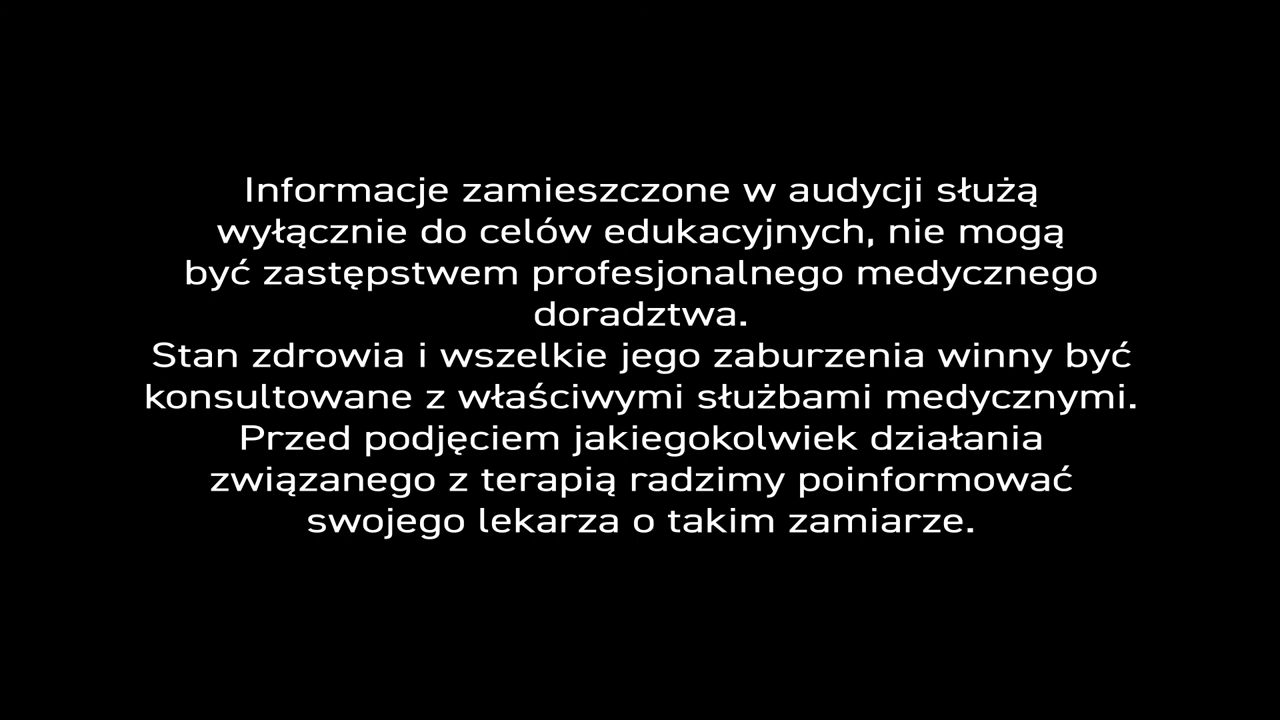 Informacje zamieszczone w audycji służą
wyłącznie do celów edukacyjnych, nie mogą
być zastępstwem profesjonalnego medycznego
doradztwa.
Stan zdrowia i wszelkie jego zaburzenia winny być
konsultowane z właściwymi służbami medycznymi.
Przed podjęciem jakiegokolwiek działania
związanego z terapią radzimy poinformować
swojego lekarza o takim zamiarze.